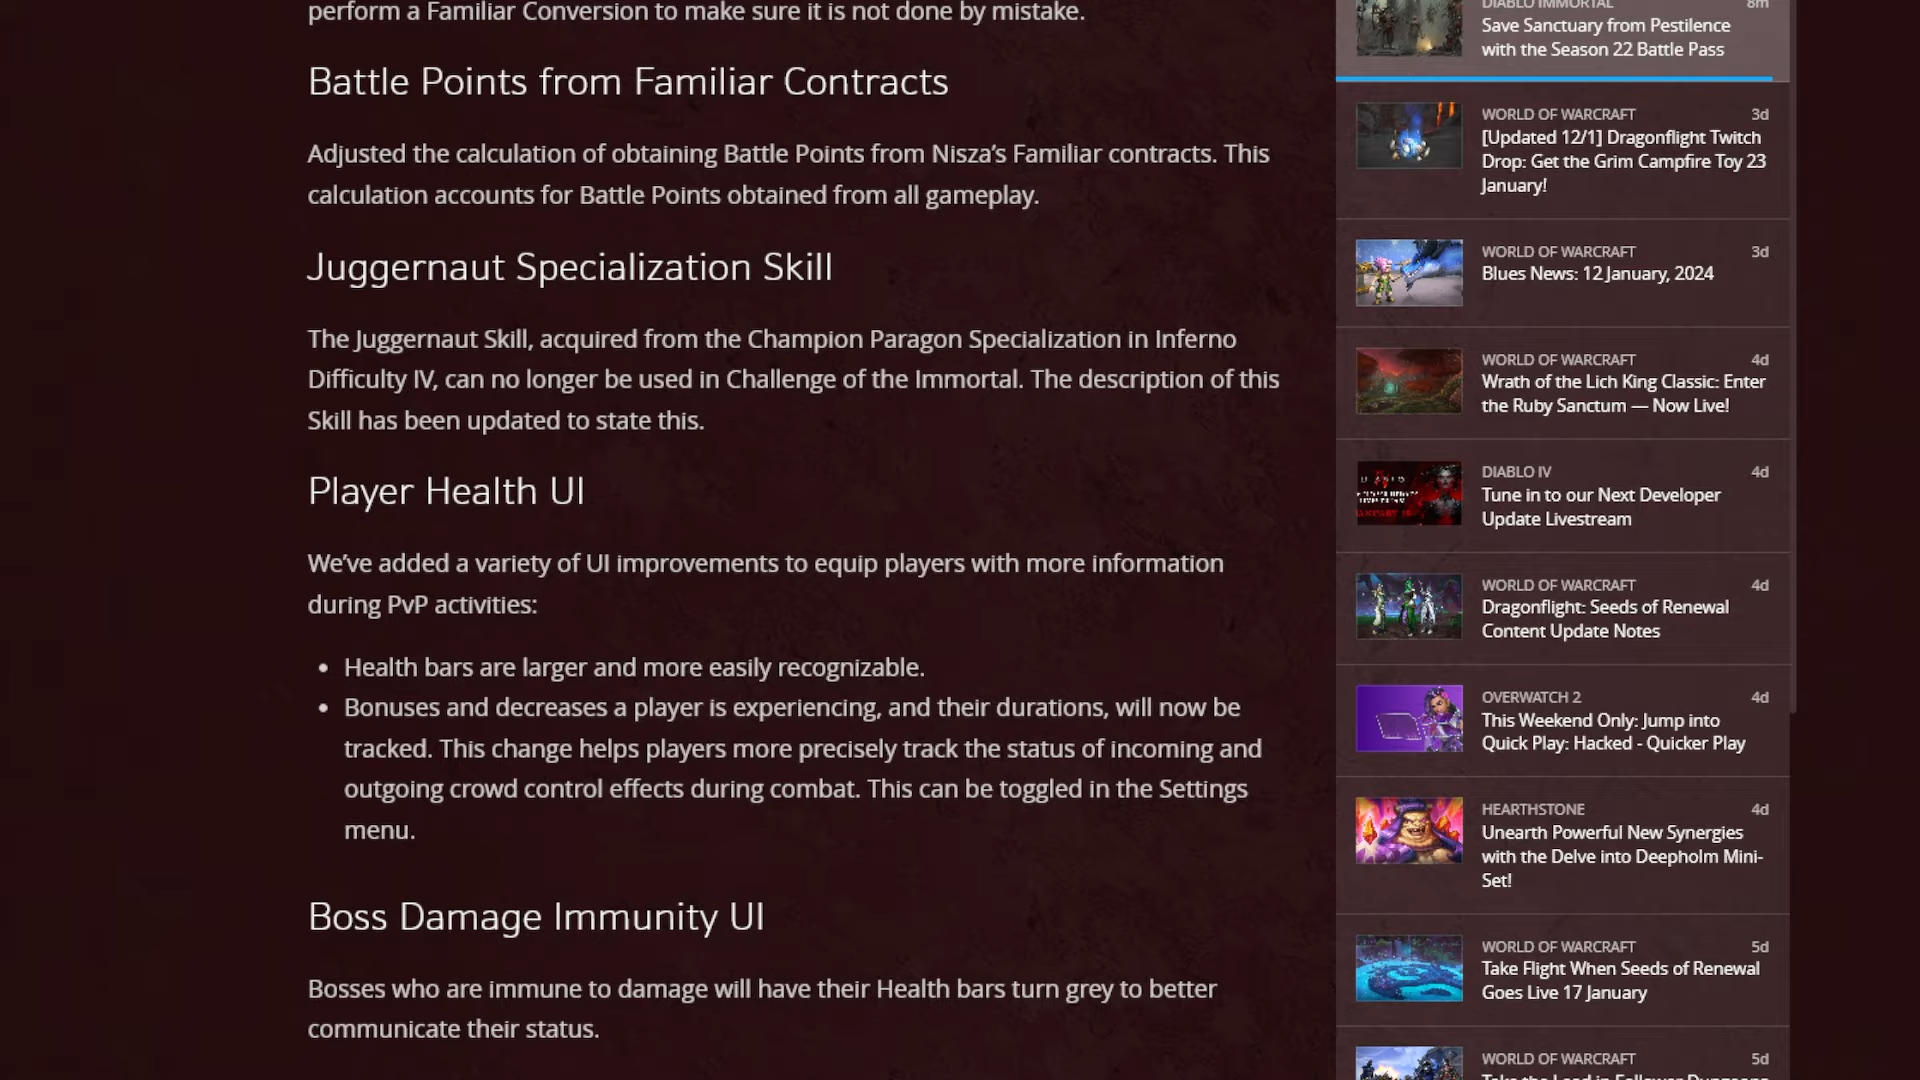 perform a Familiar Conversion to make sure it is not done by mistake.
Battle Points from Familiar Contracts
Adjusted the calculation of obtaining Battle Points from Nisza’s Familiar contracts. This
calculation accounts for Battle Points obtained from all gameplay.
Juggernaut Specialization Skill
The Juggernaut Skill, acquired from the Champion Paragon Specialization in Inferno
Difficulty IV, can no longer be used in Challenge of the Immortal. The description of this
Skill has been updated to state this.
Player Health UI
We’ve added a variety of UI improvements to equip players with more information
during PvP activities:
• Health bars are larger and more easily recognizable.
• Bonuses and decreases a player is experiencing, and their durations, will now be
tracked. This change helps players more precisely track the status of incoming and
outgoing crowd control effects during combat. This can be toggled in the Settings
menu.
Boss Damage Immunity UI
Bosses who are immune to damage will have their Health bars turn grey to better
communicate their status.
DIABLO IMMORTAL 8m
Save Sanctuary from Pestilence
with the Season 22 Battle Pass
WORLD OF WARCRAFT 3d
[Updated 12/1] Dragonflight Twitch
Drop: Get the Grim Campfire Toy 23
January!
WORLD OF WARCRAFT 3d
Blues News: 12 January, 2024
WORLD OF WARCRAFT 4d
Wrath of the Lich King Classic: Enter
the Ruby Sanctum — Now Live!
DIABLO IV 4d
Tune in to our Next Developer
Update Livestream
WORLD OF WARCRAFT 4d
Dragonflight: Seeds of Renewal
Content Update Notes
OVERWATCH 2 4d
This Weekend Only: Jump into
Quick Play: Hacked - Quicker Play
HEARTHSTONE 4d
Unearth Powerful New Synergies
with the Delve into Deepholm Mini-
Set!
WORLD OF WARCRAFT 5d
Take Flight When Seeds of Renewal
Goes Live 17 January
WORLD OF WARCRAFT 5d
Take the Lead in Follower Dungeons